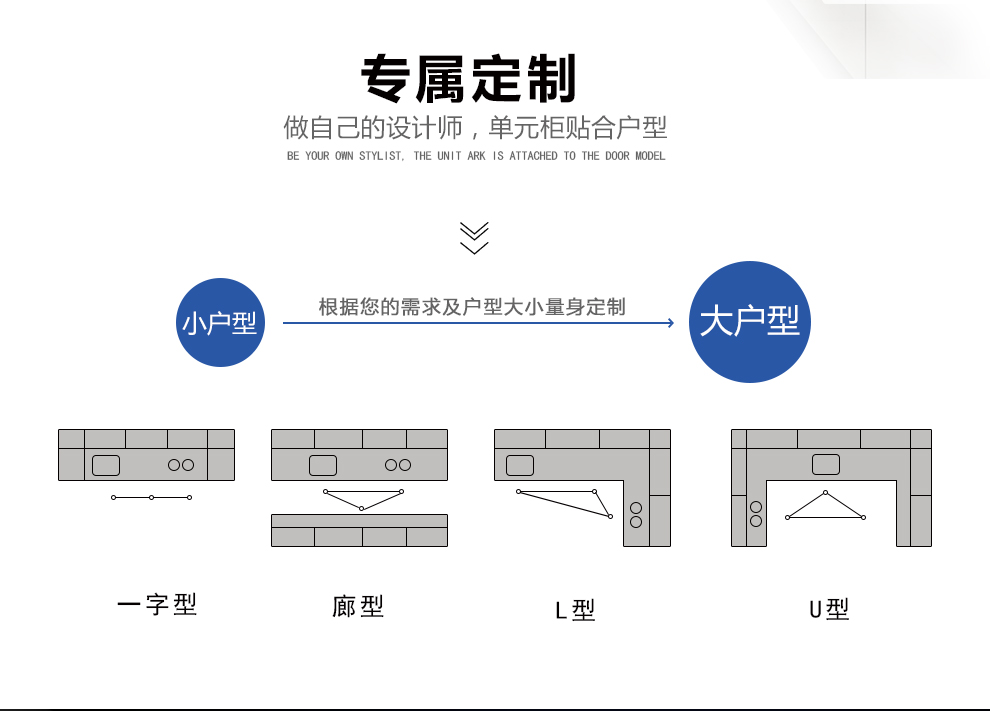 专属定制
做自己的设计师，单元柜贴合户型
BE YOUR OWN STYLIST, THE UNIT ARK IS ATTACHED TO THE DOOR MODEL
小户型
根据您的需求及户型大小量身定制
大户型
一字型
廊型
L型
U型